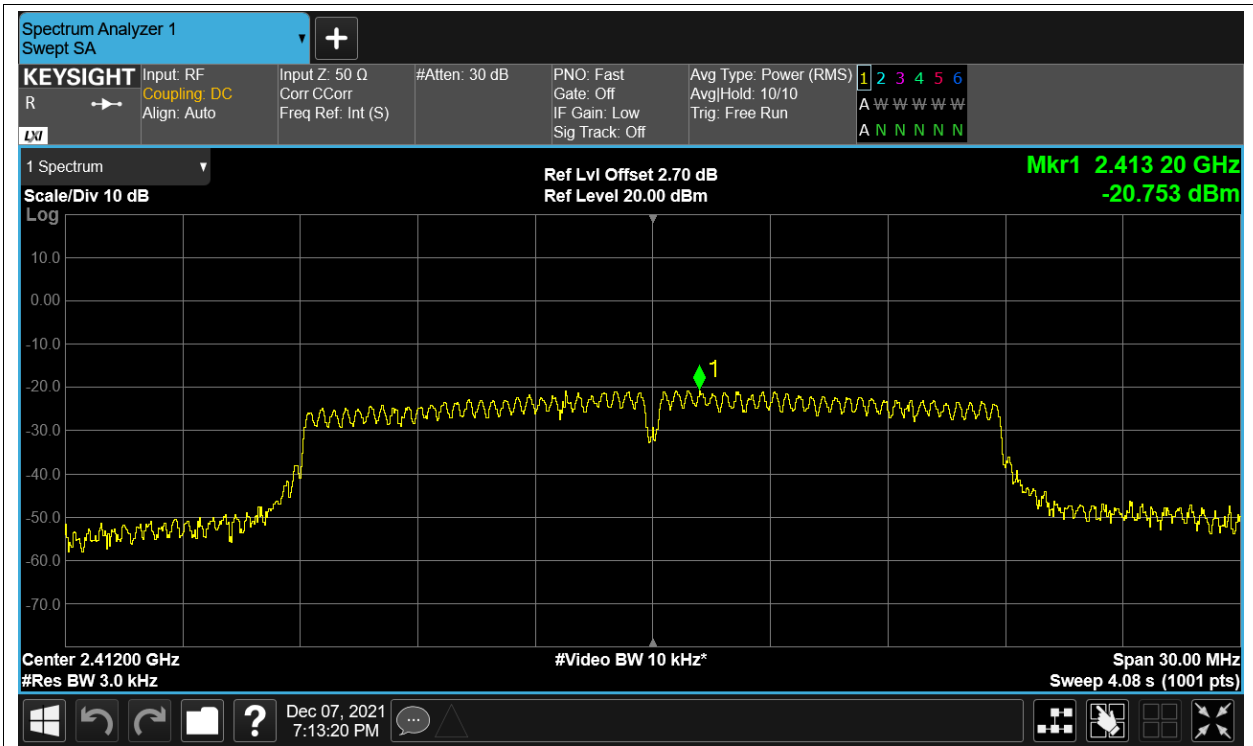 Spectrum Analyzer 1
Swept SA
KEYSIGHT
R
LXI
Input: RF
Coupling: DC
Align: Auto
Input Z: 50 Ω
Corr CCorr
Freq Ref: Int (S)
#Atten: 30 dB
PNO: Fast
Gate: Off
IF Gain: Low
Sig Track: Off
Avg Type: Power (RMS)
Avg|Hold: 10/10
Trig: Free Run
1 2 3 4 5 6
A W W W W W
A N N N N N
1 Spectrum
Scale/Div 10 dB
Log
Ref Lvl Offset 2.70 dB
Ref Level 20.00 dBm
Mkr1 2.413 20 GHz
-20.753 dBm
10.0
0.00
-10.0
-20.0
-30.0
-40.0
-50.0
-60.0
-70.0
1
Center 2.41200 GHz
#Res BW 3.0 kHz
#Video BW 10 kHz*
Span 30.00 MHz
Sweep 4.08 s (1001 pts)
?
Dec 07, 2021
7:13:20 PM